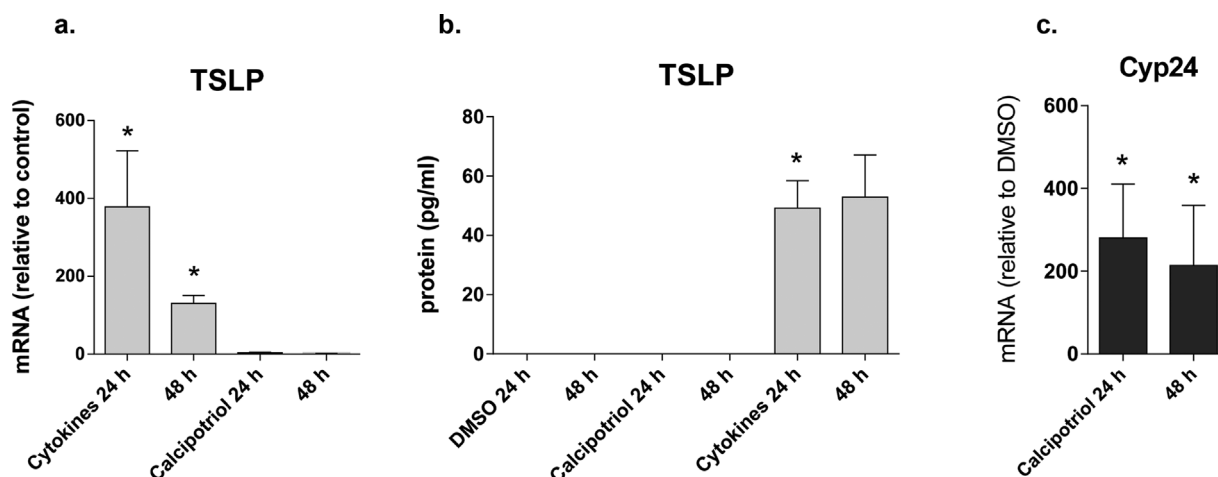 a.
TSLP
mRNA (relative to control)
600
400
200
0
*
*
Cytokines 24 h
48 h
Calcipotriol 24 h
48 h
b.
TSLP
protein (pg/ml)
80
60
40
20
0
*
DMSO 24 h
48 h
Calcipotriol 24 h
48 h
Cytokines 24 h
48 h
c.
Cyp24
mRNA (relative to DMSO)
600
400
200
0
*
*
Calcipotriol 24 h
48 h